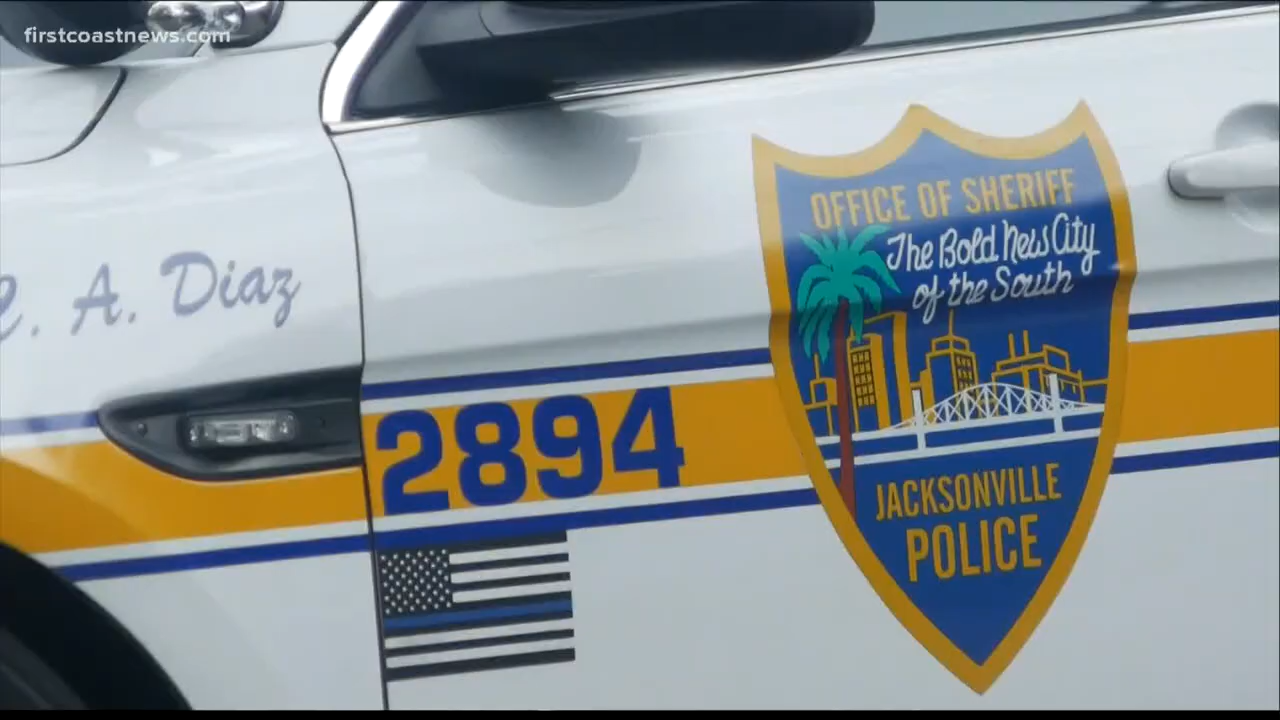 firstcoastnews.com
A. Diaz
2894
OFFICE OF SHERIFF
The Bold New City
of the South
JACKSONVILLE
POLICE